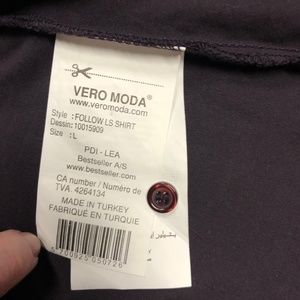 VERO MODA®
www.veromoda.com
Style : FOLLOW LS SHIRT
Dessin: 10015909
Size : L
PDI - LEA
Bestseller A/S
www.bestseller.com
CA number / Numéro de
TVA 4264134
MADE IN TURKEY
FABRIQUÉ EN TURQUIE
5700925050726